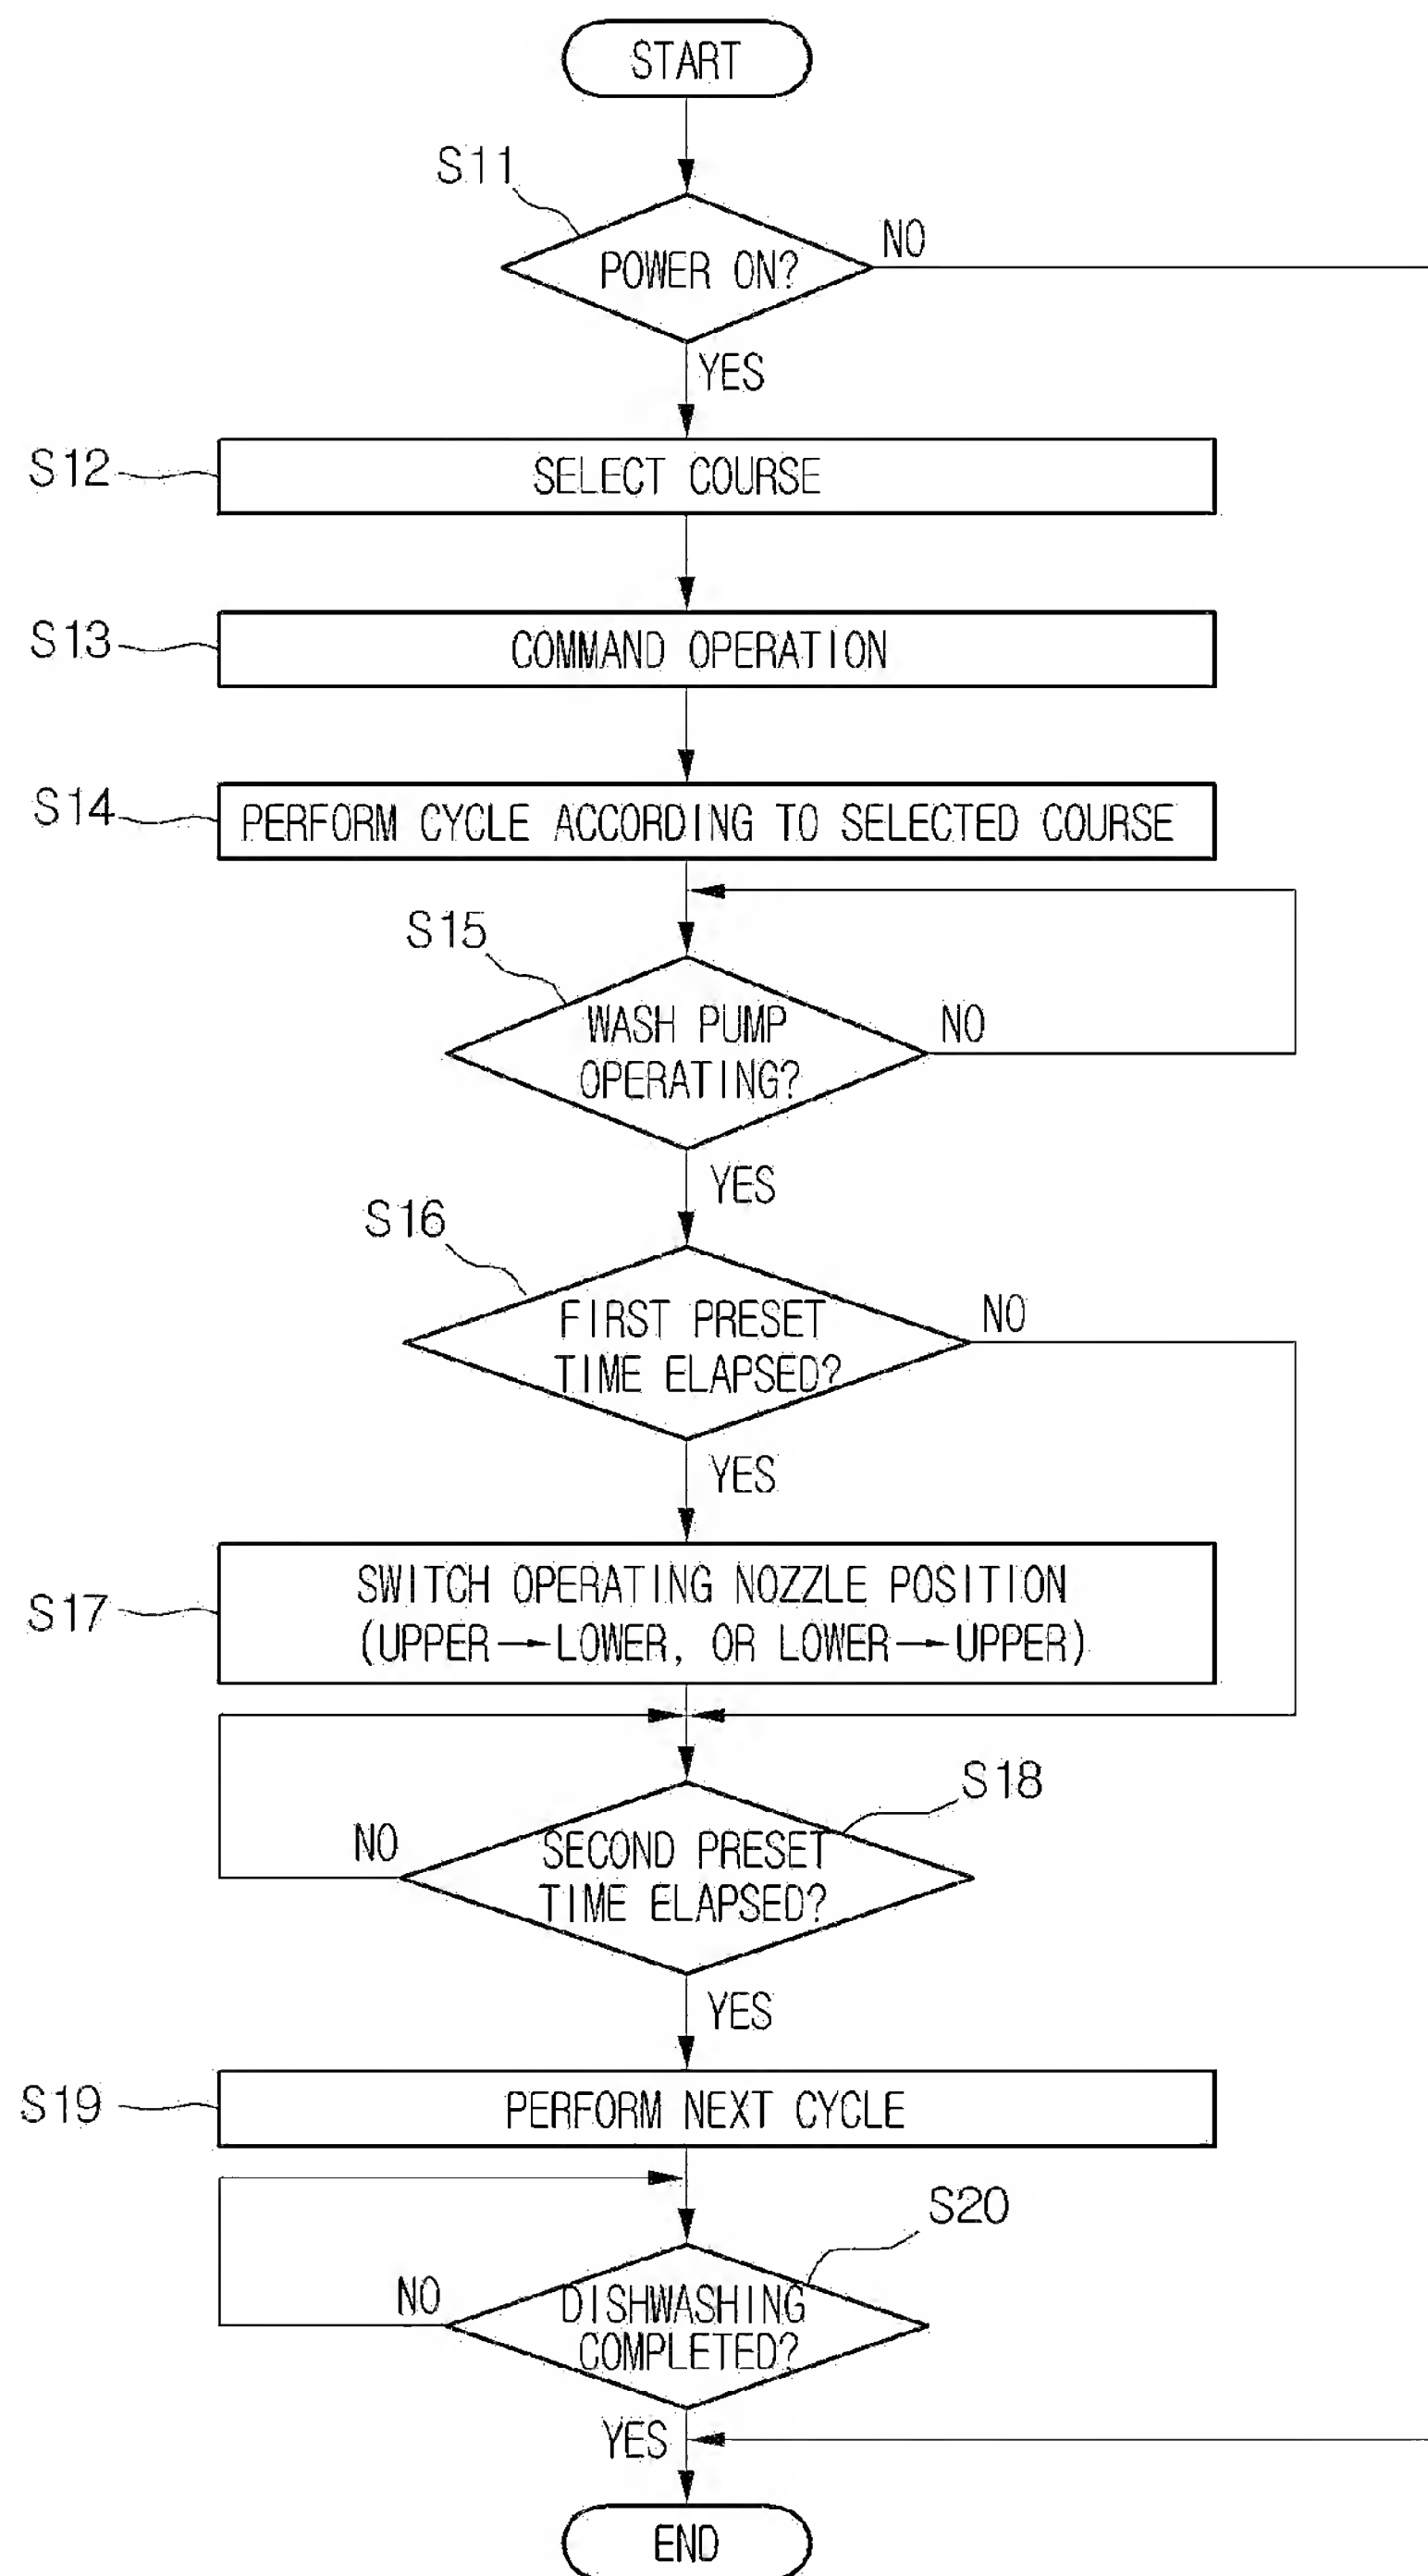 START
S11
POWER ON?
NO
YES
S12
SELECT COURSE
S13
COMMAND OPERATION
S14
PERFORM CYCLE ACCORDING TO SELECTED COURSE
S15
WASH PUMP
OPERATING?
NO
YES
S16
FIRST PRESET
TIME ELAPSED?
NO
YES
S17
SWITCH OPERATING NOZZLE POSITION
(UPPER→LOWER, OR LOWER→UPPER)
S18
SECOND PRESET
TIME ELAPSED?
NO
YES
S19
PERFORM NEXT CYCLE
S20
DISHWASHING
COMPLETED?
NO
YES
END